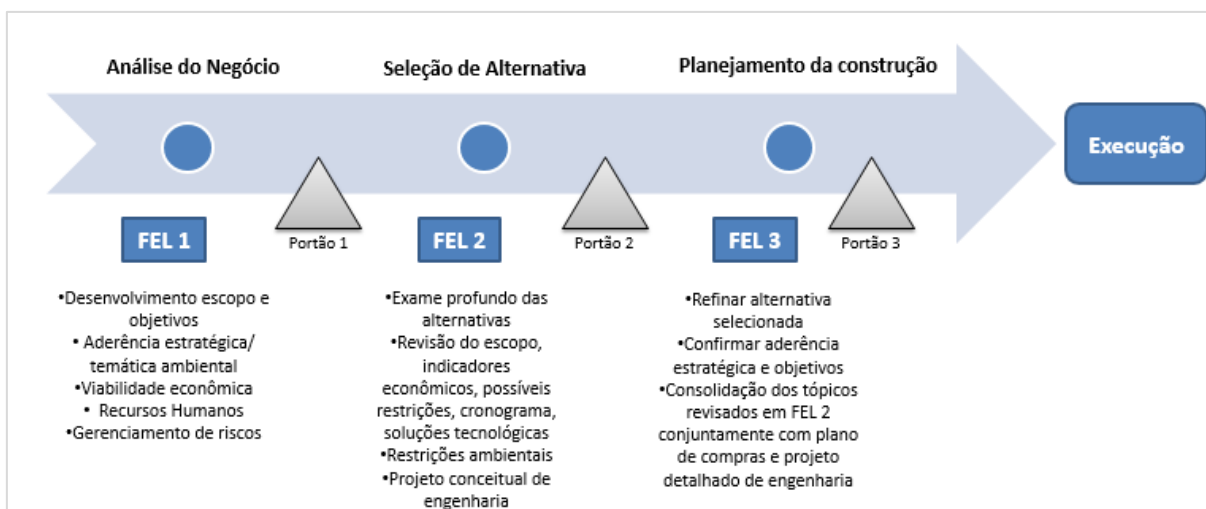 Análise do Negócio
Seleção de Alternativa
Planejamento da construção
Execução
FEL 1
Portão 1
FEL 2
Portão 2
FEL 3
Portão 3
•Desenvolvimento escopo e
objetivos
• Aderência estratégica/
temática ambiental
•Viabilidade econômica
• Recursos Humanos
•Gerenciamento de riscos
•Exame profundo das
alternativas
•Revisão do escopo,
indicadores
econômicos, possíveis
restrições, cronograma,
soluções tecnológicas
•Restrições ambientais
•Projeto conceitual de
engenharia
•Refinar alternativa
selecionada
•Confirmar aderência
estratégica e objetivos
•Consolidação dos tópicos
revisados em FEL 2
conjuntamente com plano
de compras e projeto
detalhado de engenharia